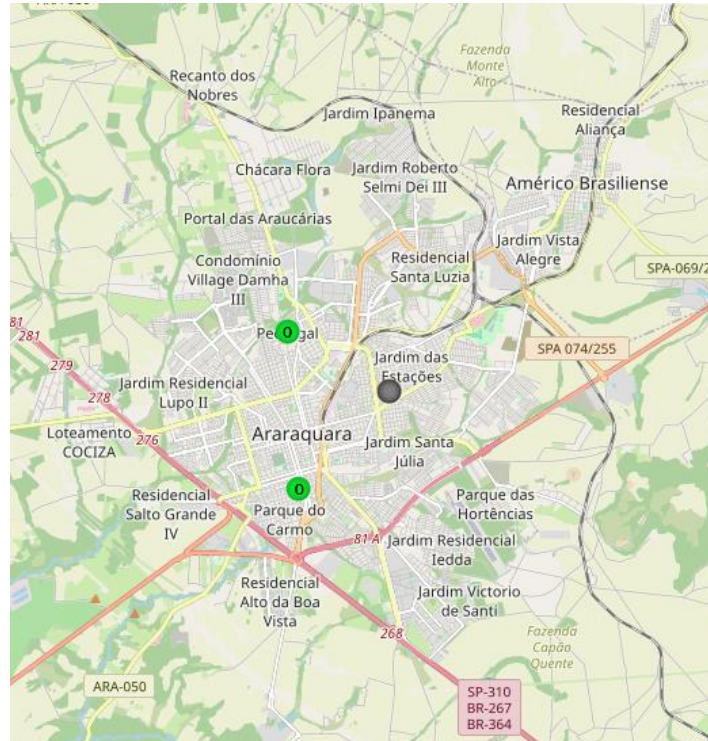 Recanto dos
Nobres
Fazenda
Monte
Alto
Residencial
Aliança
Jardim Ipanema
Chácara Flora
Jardim Roberto
Selmi Dei III
Américo Brasiliense
Portal das Araucárias
Jardim Vista
Alegre
Condomínio
Village Damha
III
Residencial
Santa Luzia
SPA-069/2
81
281
0
279
SPA 074/255
Jardim das
Estações
278
Jardim Residencial
Lupo II
Loteamento
COCIZA
276
Araraquara
Jardim Santa
Júlia
0
Residencial
Salto Grande
IV
Parque do
Carmo
Parque das
Hortências
81 A
Jardim Residencial
Iedda
Residencial
Alto da Boa
Vista
Jardim Victorio
de Santi
268
Fazenda
Capão
Quente
ARA-050
SP-310
BR-267
BR-364